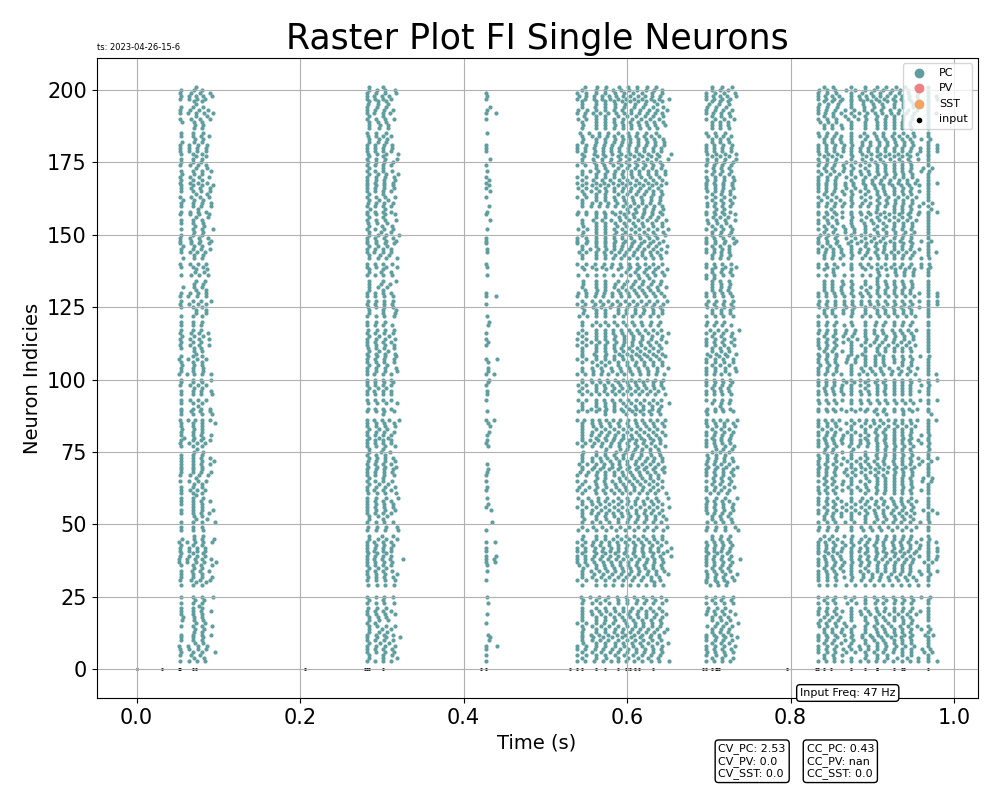 Raster Plot FI Single Neurons
ts: 2023-04-26-15-6
PC
PV
SST
input
200
175
150
125
100
75
50
25
0
Neuron Indicies
0.0 0.2 0.4 0.6 0.8 1.0
Input Freq: 47 Hz
Time (s)
CV_PC: 2.53
CV_PV: 0.0
CV_SST: 0.0
CC_PC: 0.43
CC_PV: nan
CC_SST: 0.0